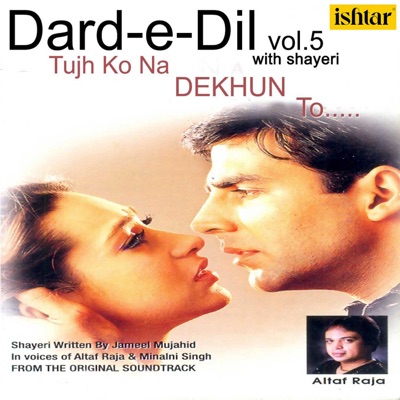 Dard-e-Dil vol.5
ishtar
with shayeri
Tujh Ko Na
DEKHUN
To.....
Shayeri Written By Jameel Mujahid
In voices of Altaf Raja & Minalni Singh
FROM THE ORIGINAL SOUNDTRACK
Altaf Raja